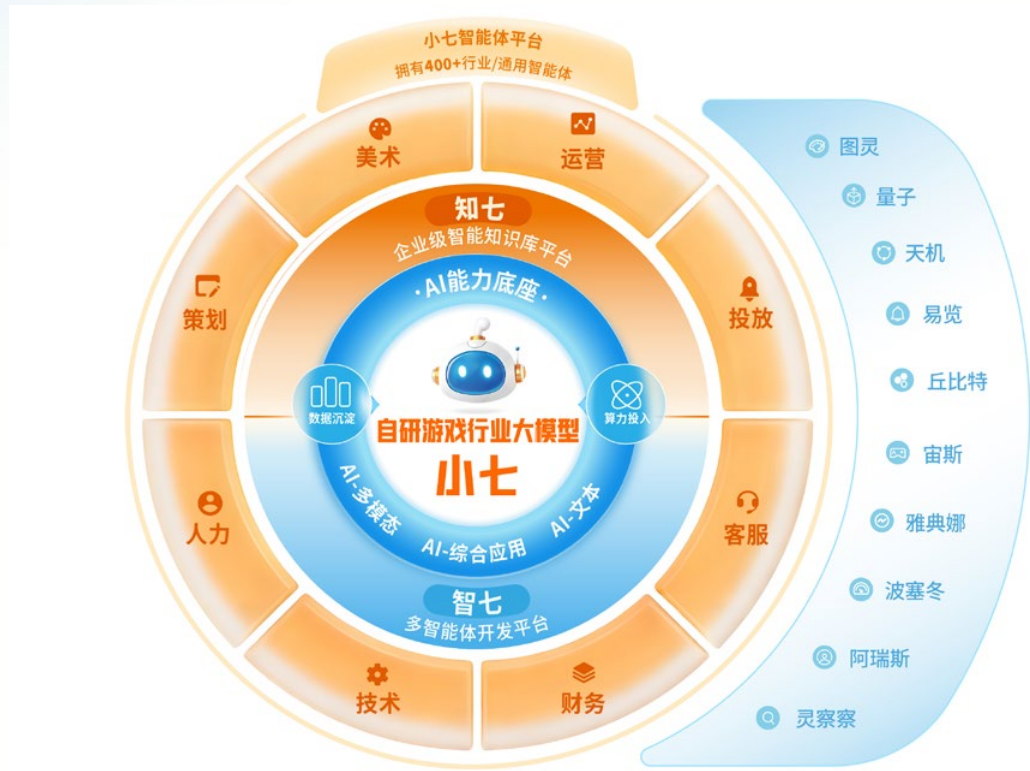 小七智能体平台
拥有400+行业/通用智能体
美术
运营
策划
投放
人力
客服
技术
财务
知七
企业级智能知识库平台
·AI能力底座·
数据沉淀
算力投入
自研游戏行业大模型
小七
AI-多模态
AI-综合应用
AI-文本
智七
多智能体开发平台
图灵
量子
天机
易览
丘比特
宙斯
雅典娜
波塞冬
阿瑞斯
灵察察